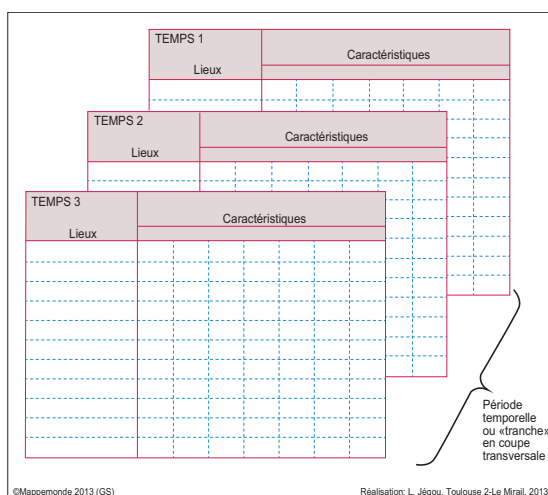 TEMPS 1
Caractéristiques
Lieux
TEMPS 2
Caractéristiques
Lieux
TEMPS 3
Caractéristiques
Lieux
Période
temporelle
ou «tranche»
en coupe
transversale
©Mappemonde 2013 (GS)
Réalisation: L. Jégou, Toulouse 2-Le Mirail, 2013